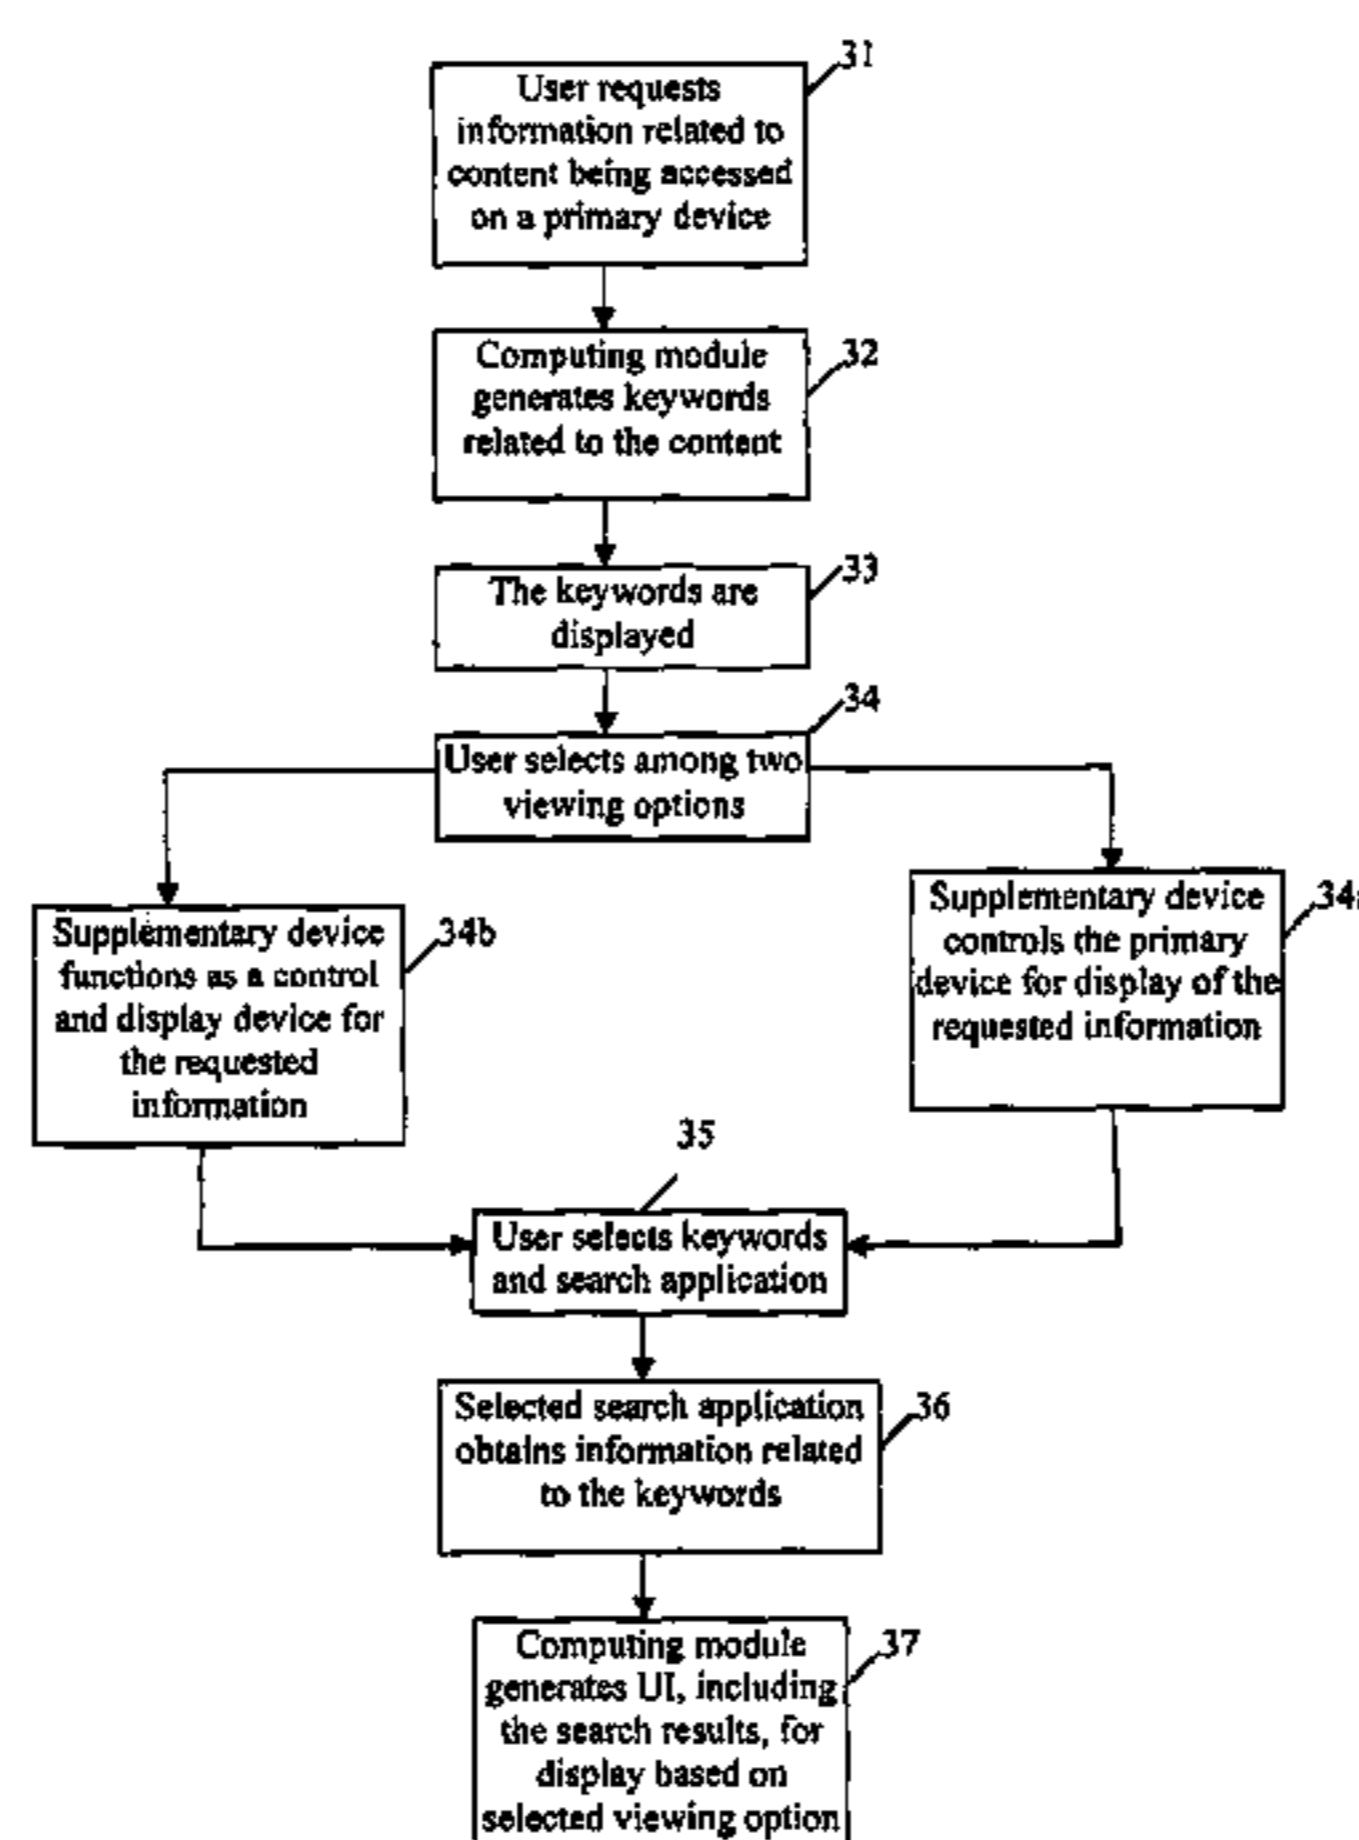 31
User requests
information related to
content being accessed
on a primary device
32
Computing module
generates keywords
related to the content
33
The keywords are
displayed
34
User selects among two
viewing options
34b
Supplementary device
functions as a control
and display device for
the requested
information
34a
Supplementary device
controls the primary
device for display of the
requested information
35
User selects keywords
and search application
36
Selected search application
obtains information related
to the keywords
37
Computing module
generates UI, including
the search results, for
display based on
selected viewing option